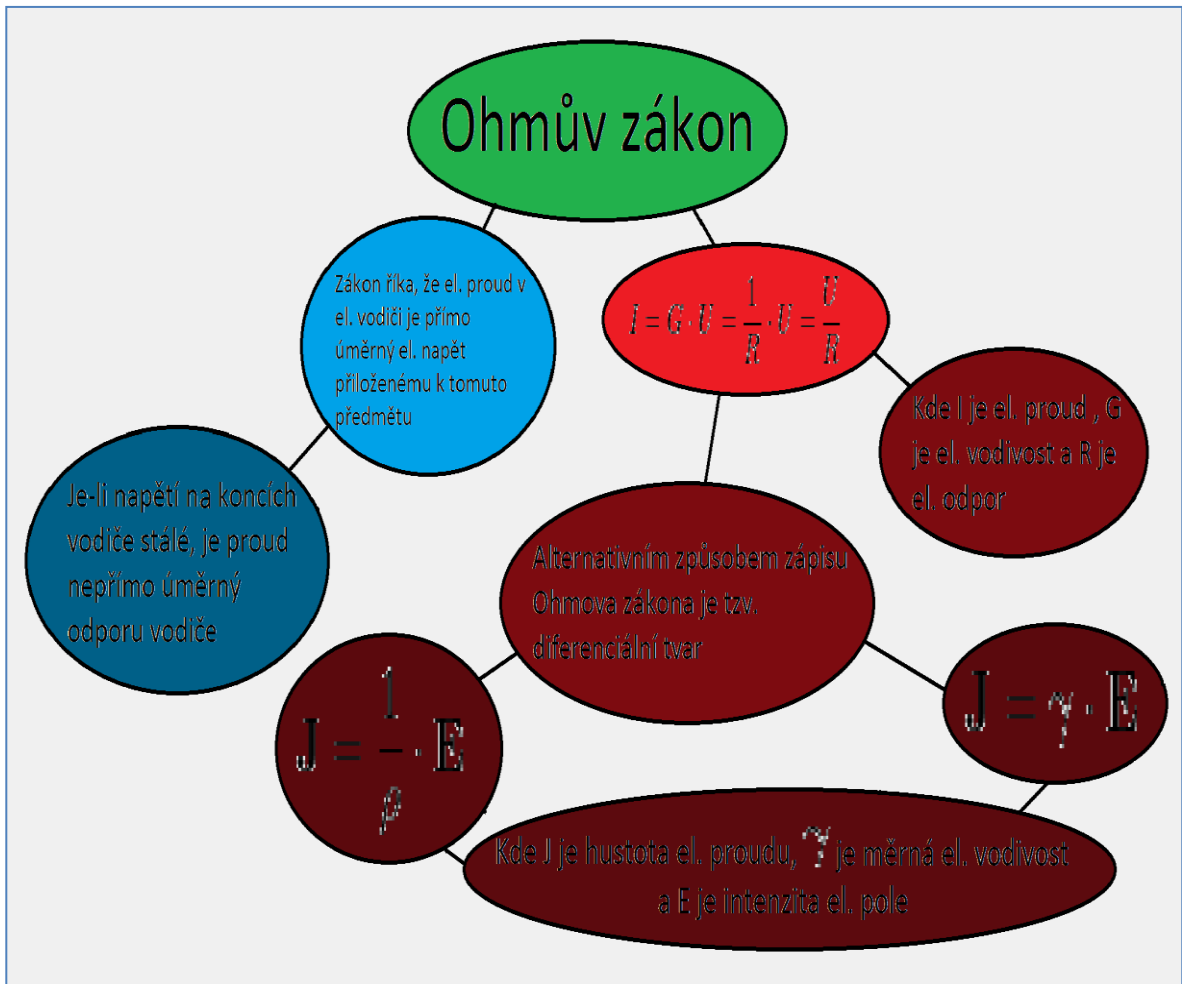 Ohmův zákon
Zákon říka, že el. proud v
el. vodiči je přímo
úměrný el. napět
přiloženému k tomuto
předmětu
I = G · U = 1/R · U = U/R
Kde I je el. proud , G
je el. vodivost a R je
el. odpor
Je-li napětí na koncích
vodiče stálé, je proud
nepřímo úměrný
odporu vodiče
Alternativním způsobem zápisu
Ohmova zákona je tzv.
diferenciální tvar
J = 1/ρ · E
J = γ · E
Kde J je hustota el. proudu, γ je měrná el. vodivost
a E je intenzita el. pole